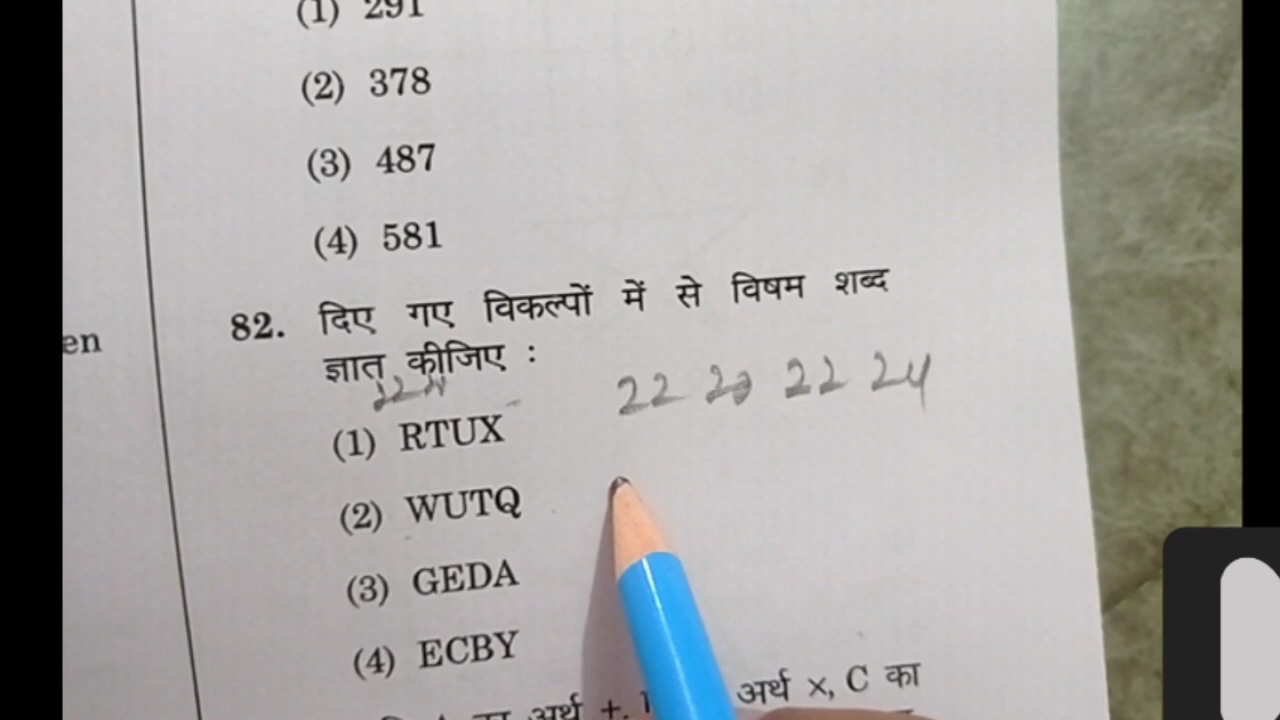 (1) 291
(2) 378
(3) 487
(4) 581
en
82. दिए गए विकल्पों में से विषम शब्द
ज्ञात कीजिए :
22 22 24
(1) RTUX
(2) WUTQ
(3) GEDA
(4) ECBY
अर्थ +,
अर्थ ×, C का